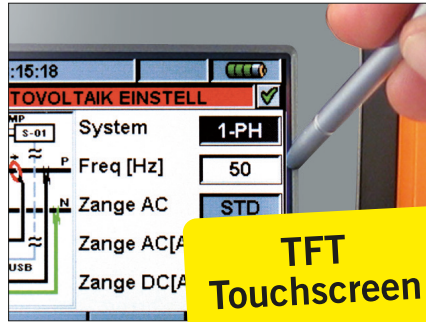 :15:18
TOVOLTAIK EINSTELL
MP
S-01
System 1-PH
P
Freq [Hz] 50
N
Zange AC STD
Zange AC[A
USB
Zange DC[A
TFT
Touchscreen